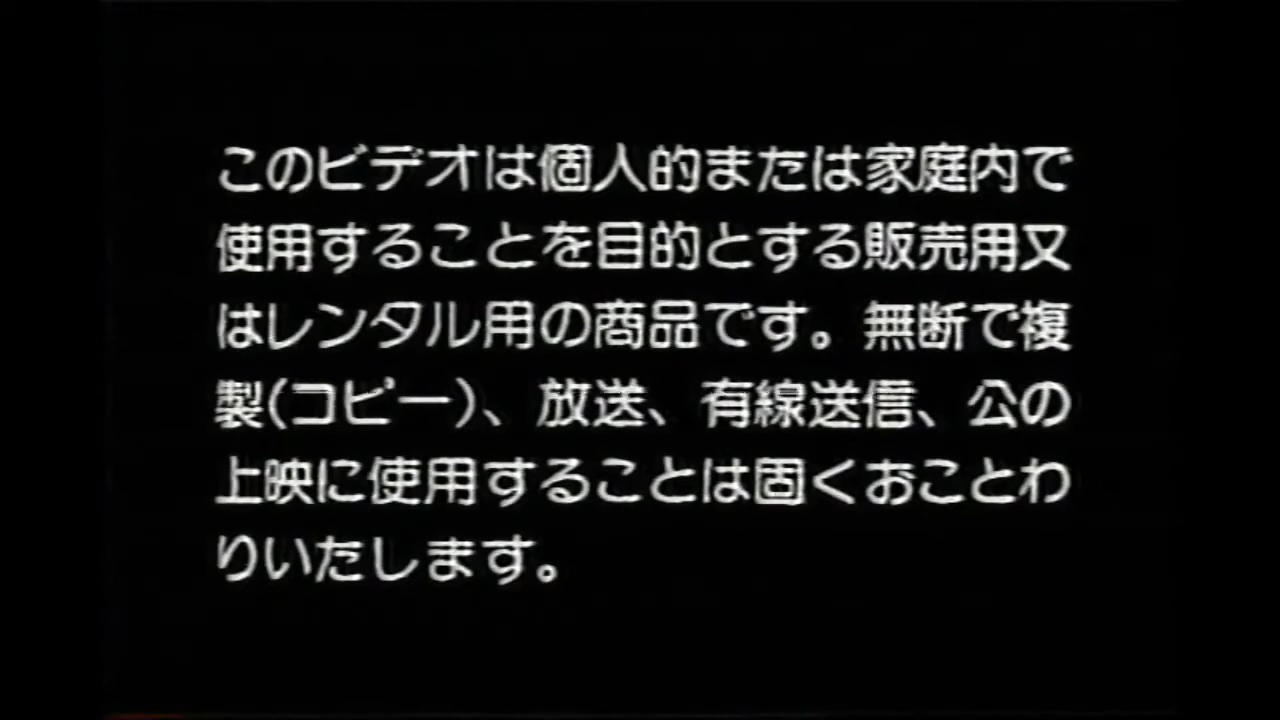 このビデオは個人的または家庭内で
使用することを目的とする販売用又
はレンタル用の商品です。無断で複
製(コピー)、放送、有線送信、公の
上映に使用することは固くおことわ
りいたします。